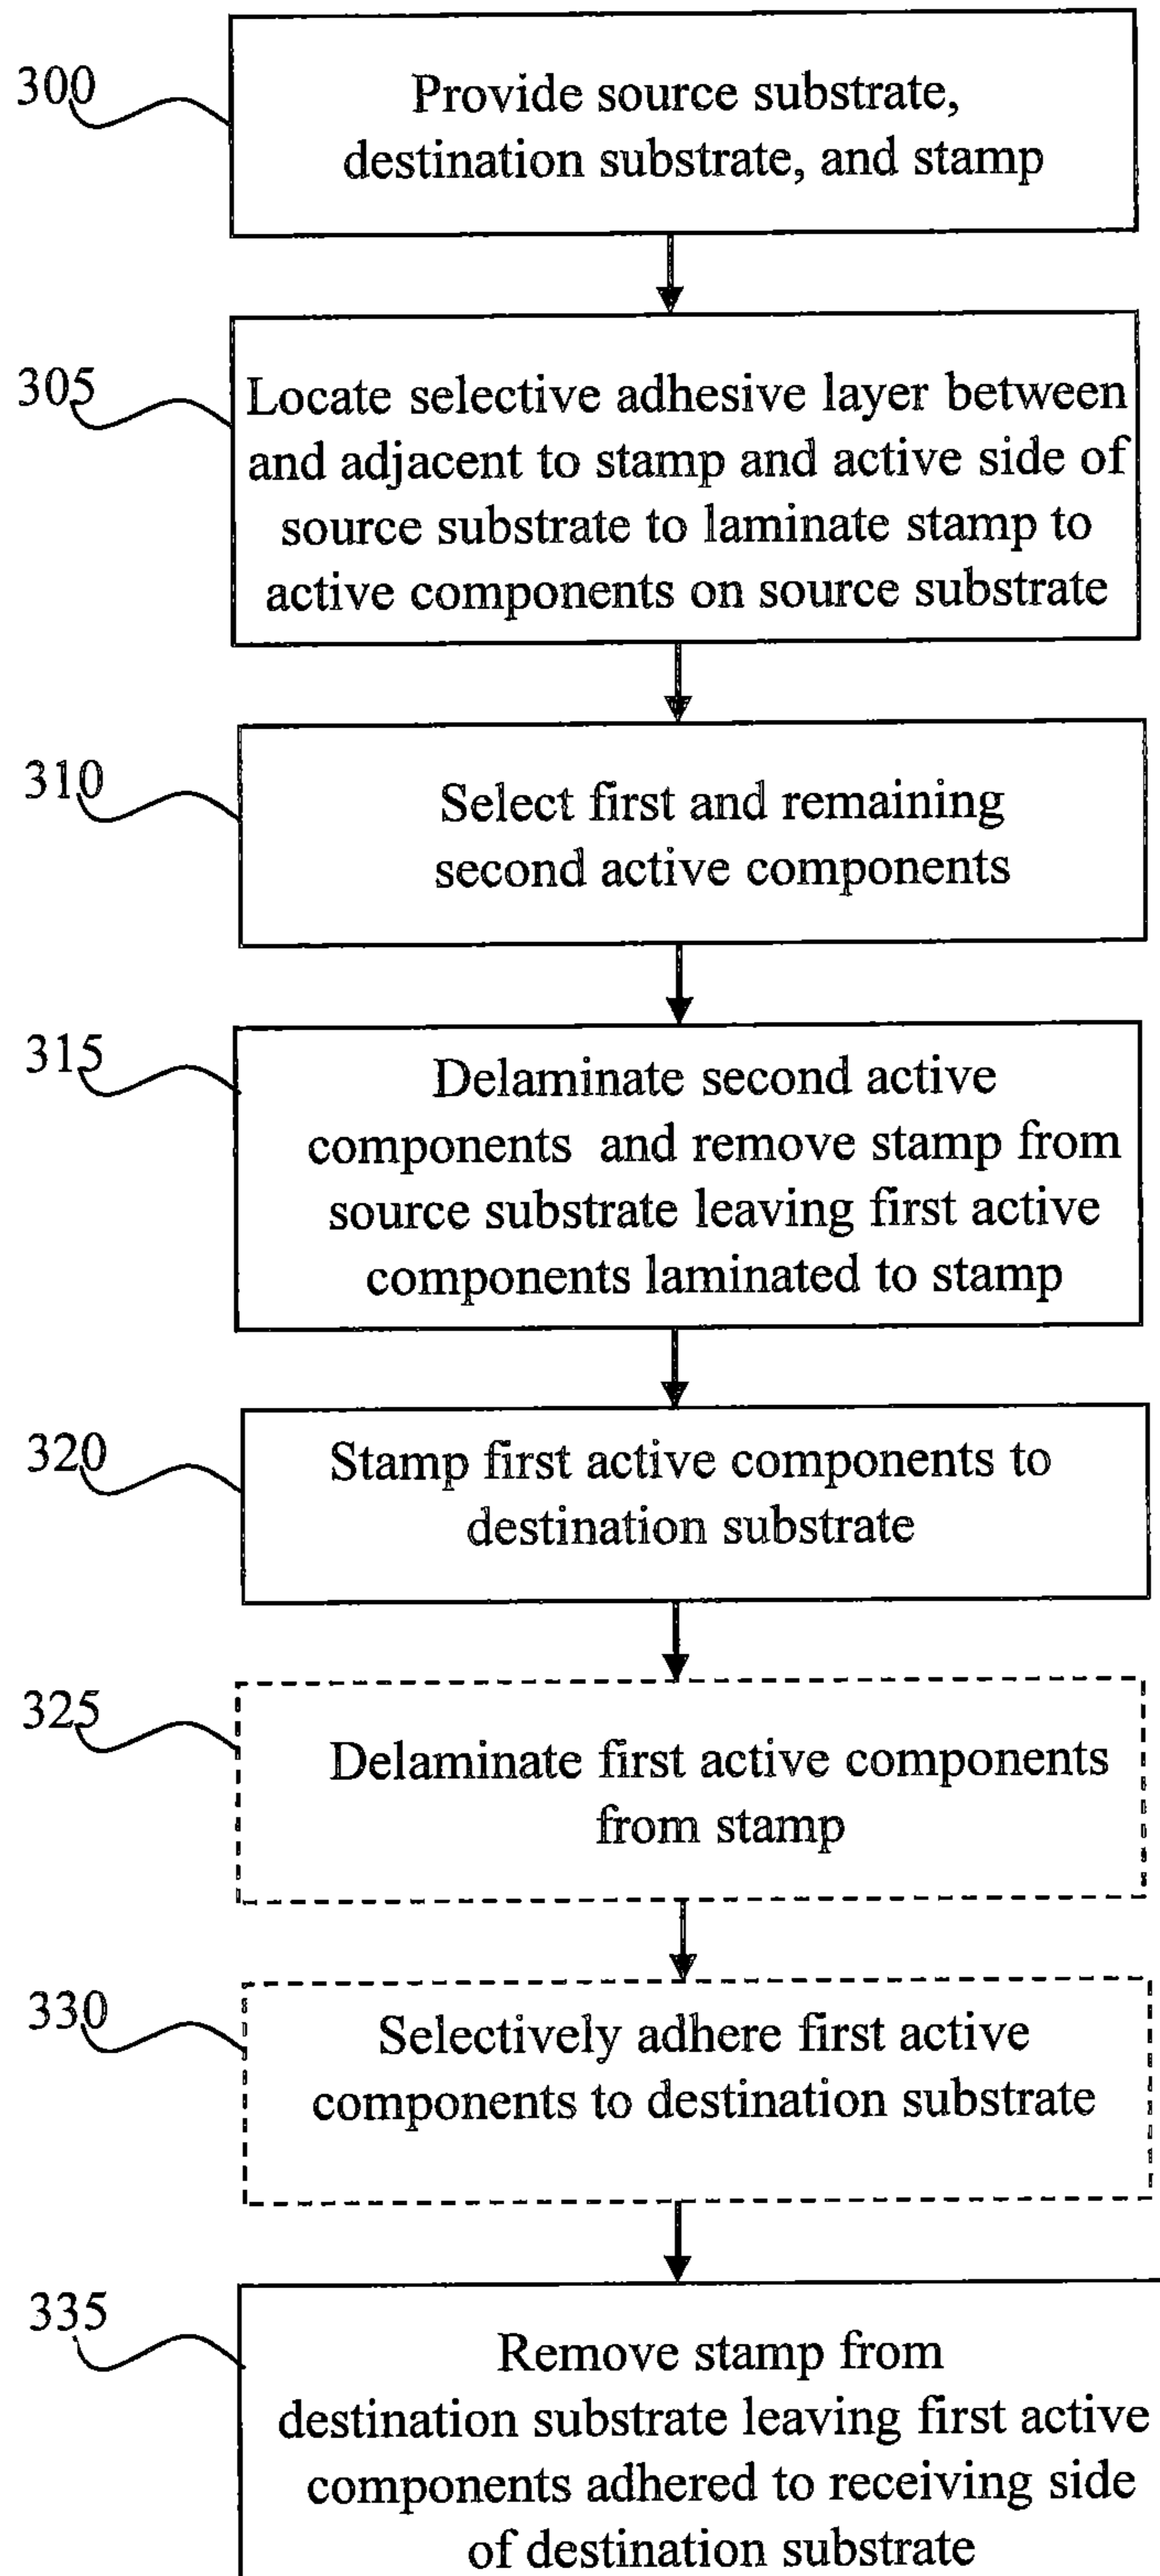 300
Provide source substrate,
destination substrate, and stamp
305
Locate selective adhesive layer between
and adjacent to stamp and active side of
source substrate to laminate stamp to
active components on source substrate
310
Select first and remaining
second active components
315
Delaminate second active
components and remove stamp from
source substrate leaving first active
components laminated to stamp
320
Stamp first active components to
destination substrate
325
Delaminate first active components
from stamp
330
Selectively adhere first active
components to destination substrate
335
Remove stamp from
destination substrate leaving first active
components adhered to receiving side
of destination substrate